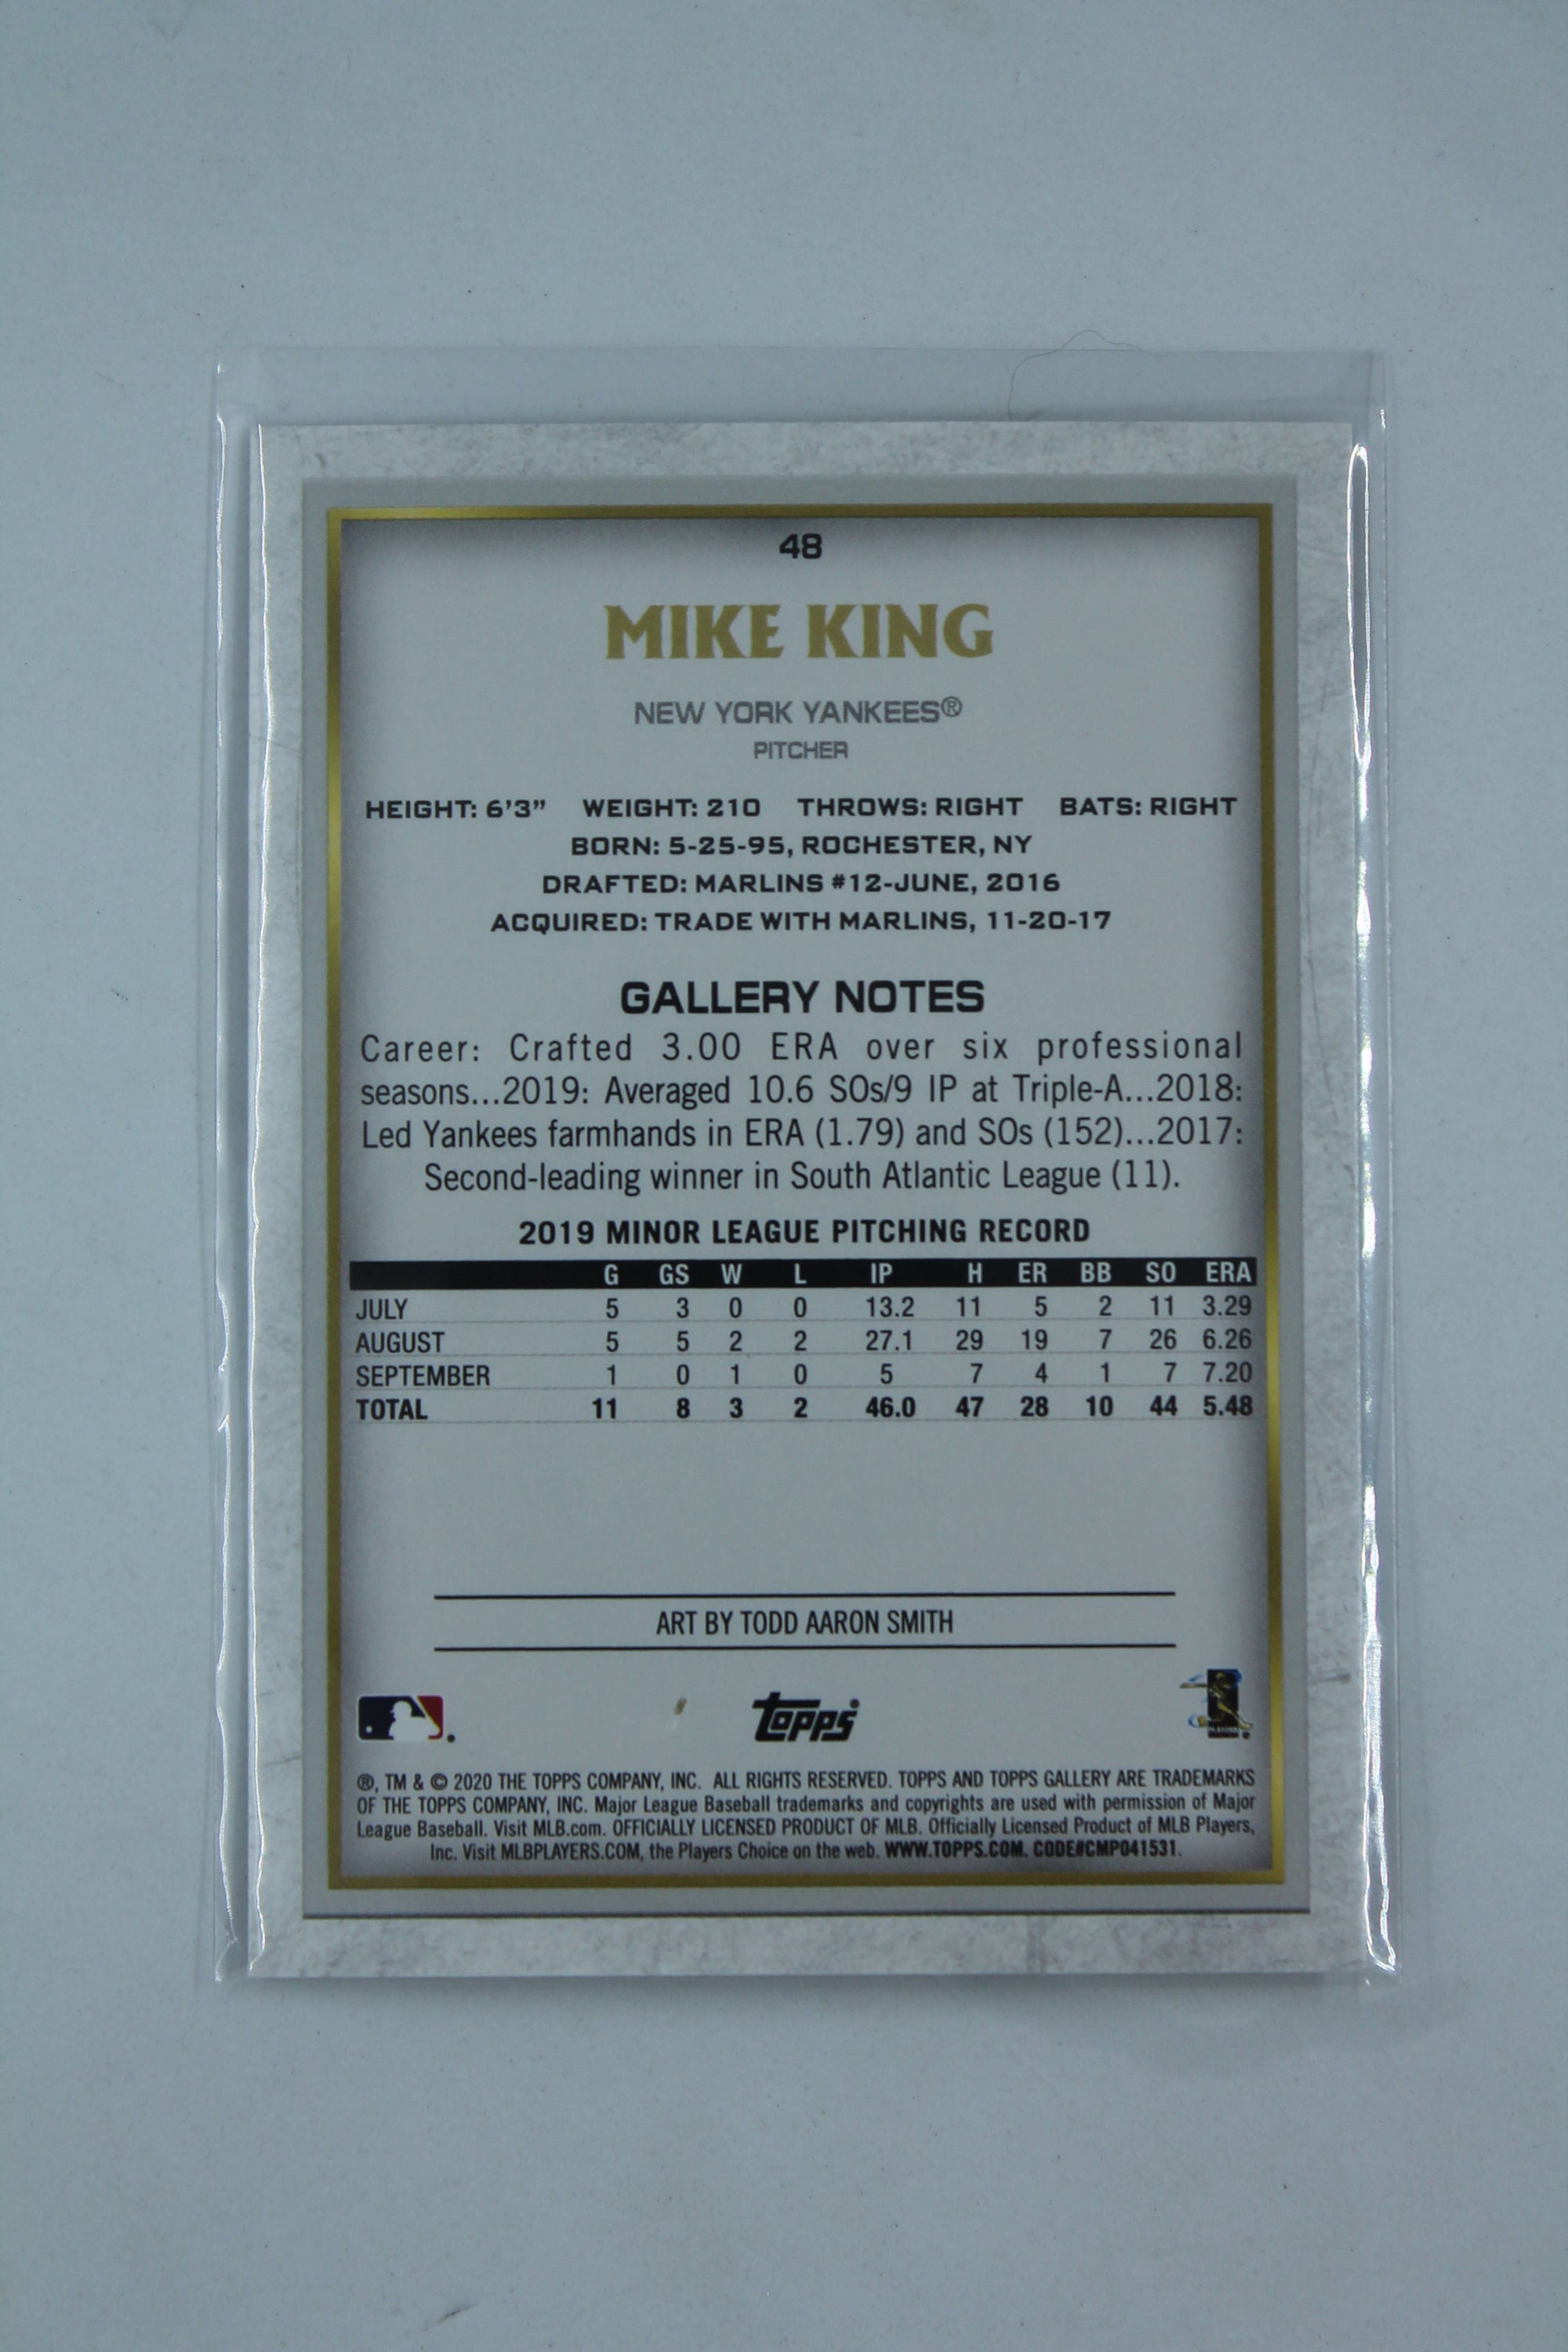 48
MIKE KING
NEW YORK YANKEES®
PITCHER
HEIGHT: 6'3" WEIGHT: 210 THROWS: RIGHT BATS: RIGHT
BORN: 5-25-95, ROCHESTER, NY
DRAFTED: MARLINS #12-JUNE, 2016
ACQUIRED: TRADE WITH MARLINS, 11-20-17
GALLERY NOTES
Career: Crafted 3.00 ERA over six professional
seasons...2019: Averaged 10.6 SOs/9 IP at Triple-A...2018:
Led Yankees farmhands in ERA (1.79) and SOs (152)...2017:
Second-leading winner in South Atlantic League (11).
2019 MINOR LEAGUE PITCHING RECORD
G GS W L IP H ER BB SO ERA
JULY 5 3 0 0 13.2 11 5 2 11 3.29
AUGUST 5 5 2 2 27.1 29 19 7 26 6.26
SEPTEMBER 1 0 1 0 5 7 4 1 7 7.20
TOTAL 11 8 3 2 46.0 47 28 10 44 5.48
ART BY TODD AARON SMITH
topps
®, TM & © 2020 THE TOPPS COMPANY, INC. ALL RIGHTS RESERVED. TOPPS AND TOPPS GALLERY ARE TRADEMARKS
OF THE TOPPS COMPANY, INC. Major League Baseball trademarks and copyrights are used with permission of Major
League Baseball. Visit MLB.com. OFFICIALLY LICENSED PRODUCT OF MLB. Officially Licensed Product of MLB Players,
Inc. Visit MLBPLAYERS.COM, the Players Choice on the web. WWW.TOPPS.COM. CODE#CMP041531.